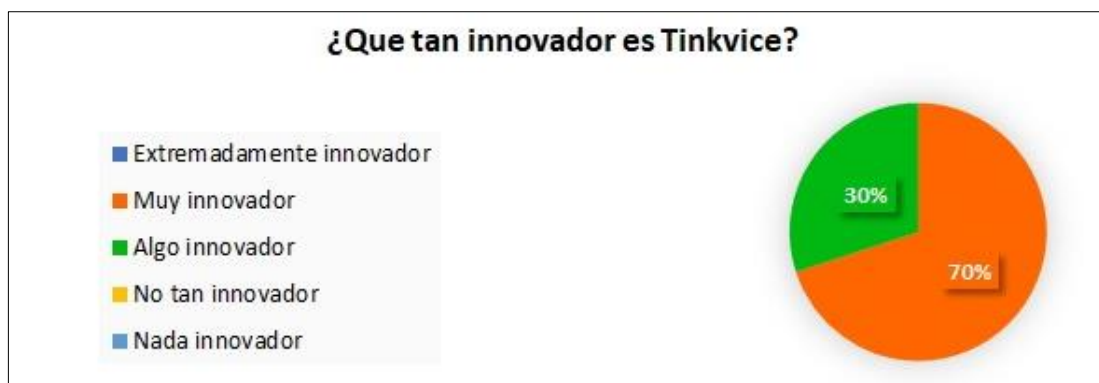 ¿Que tan innovador es Tinkvice?
Extremadamente innovador
Muy innovador
Algo innovador
No tan innovador
Nada innovador
30%
70%